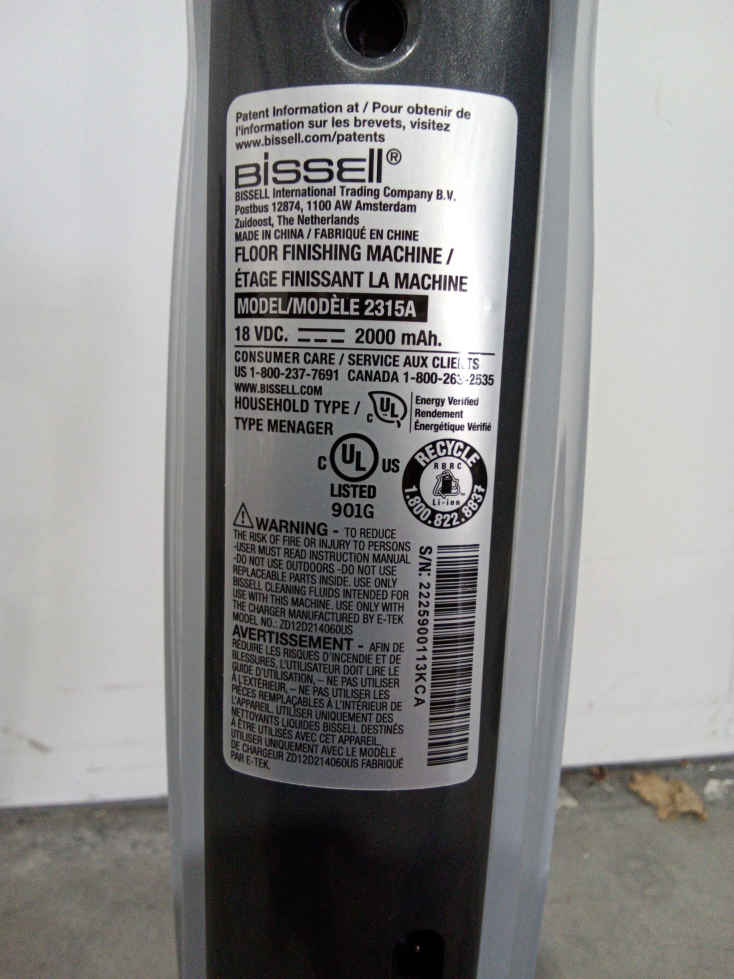 Patent Information at / Pour obtenir de
l'information sur les brevets, visitez
www.bissell.com/patents
BISSELL®
BISSELL International Trading Company B.V.
Postbus 12874, 1100 AW Amsterdam
Zuidoost, The Netherlands
MADE IN CHINA / FABRIQUÉ EN CHINE
FLOOR FINISHING MACHINE /
ÉTAGE FINISSANT LA MACHINE
MODEL/MODÈLE 2315A
18 VDC. 2000 mAh.
CONSUMER CARE / SERVICE AUX CLIENTS
US 1-800-237-7691 CANADA 1-800-263-2535
WWW.BISSELL.COM
HOUSEHOLD TYPE /
TYPE MENAGER
C UL
Energy Verified
Rendement
Énergétique Vérifié
C UL US
LISTED
901G
RECYCLE
RBRC
Li-ion
1.800.822.8837
WARNING - TO REDUCE
THE RISK OF FIRE OR INJURY TO PERSONS
-USER MUST READ INSTRUCTION MANUAL
-DO NOT USE OUTDOORS -DO NOT USE
REPLACEABLE PARTS INSIDE. USE ONLY
BISSELL CLEANING FLUIDS INTENDED FOR
USE WITH THIS MACHINE. USE ONLY WITH
THE CHARGER MANUFACTURED BY E-TEK
MODEL NO.: ZD12D214060US
AVERTISSEMENT - AFIN DE
RÉDUIRE LES RISQUES D'INCENDIE ET DE
BLESSURES, L'UTILISATEUR DOIT LIRE LE
GUIDE D'UTILISATION, – NE PAS UTILISER
À L'EXTÉRIEUR, – NE PAS UTILISER LES
PIÈCES REMPLAÇABLES À L'INTÉRIEUR DE
L'APPAREIL. UTILISER UNIQUEMENT DES
NETTOYANTS LIQUIDES BISSELL DESTINÉS
À ÊTRE UTILISÉS AVEC CET APPAREIL.
UTILISER UNIQUEMENT AVEC LE MODÈLE
DE CHARGEUR ZD12D214060US FABRIQUÉ
PAR E-TEK.
S/N: 2225900113KCA